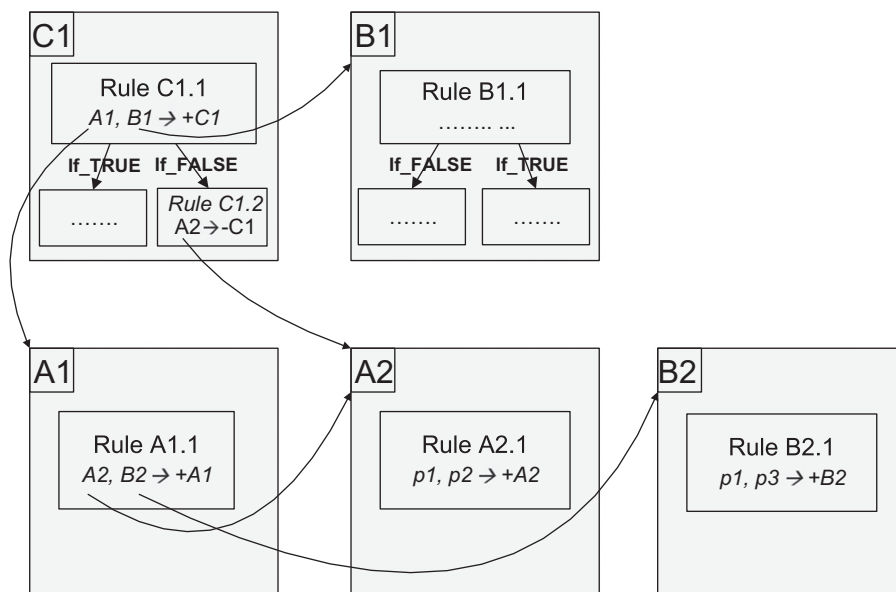 C1
Rule C1.1
A1, B1 → +C1
If_TRUE If_FALSE
…….
Rule C1.2
A2→-C1
B1
Rule B1.1
…….. ...
If_FALSE If_TRUE
…….
…….
A1
Rule A1.1
A2, B2 → +A1
A2
Rule A2.1
p1, p2 → +A2
B2
Rule B2.1
p1, p3 → +B2